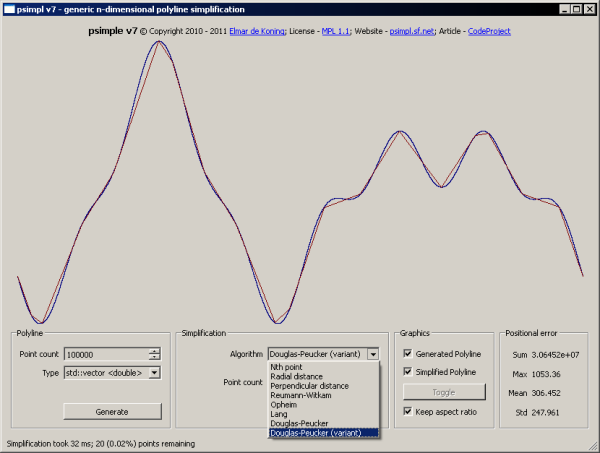 psimpl v7 - generic n-dimensional polyline simplification
psimple v7 © Copyright 2010 - 2011 Elmar de Koning; License - MPL 1.1; Website - psimpl.sf.net; Article - CodeProject
Polyline
Point count 100000
Type std::vector <double>
Generate
Simplification
Algorithm Douglas-Peucker (variant)
Point count
Nth point
Radial distance
Perpendicular distance
Reumann-Witkam
Opheim
Lang
Douglas-Peucker
Douglas-Peucker (variant)
Graphics
Generated Polyline
Simplified Polyline
Toggle
Keep aspect ratio
Positional error
Sum 3.06452e+07
Max 1053.36
Mean 306.452
Std 247.961
Simplification took 32 ms; 20 (0.02%) points remaining